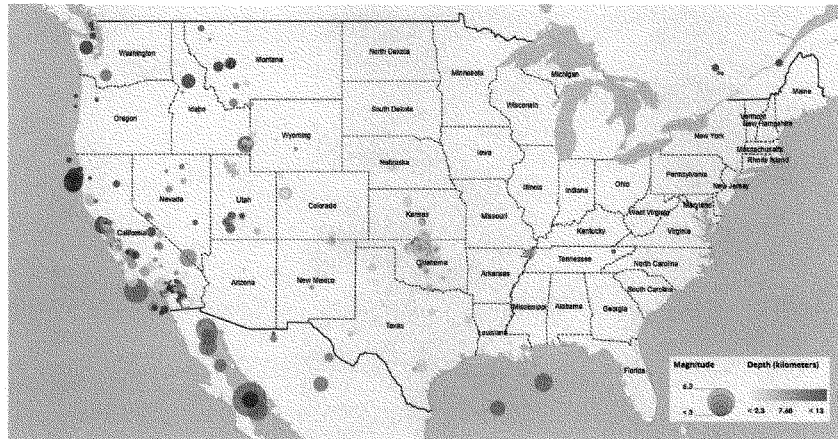 Washington
Montana
North Dakota
Minnesota
Michigan
Maine
Oregon
Idaho
South Dakota
Wisconsin
Vermont
New Hampshire
New York
Massachusetts
Rhode Island
Wyoming
Iowa
Nebraska
Pennsylvania
New Jersey
Illinois
Indiana
Ohio
Maryland
Nevada
Utah
Colorado
Kansas
Missouri
West Virginia
Kentucky
Virginia
California
Oklahoma
Tennessee
North Carolina
Arizona
New Mexico
Arkansas
South Carolina
Mississippi
Alabama
Georgia
Texas
Louisiana
Florida
Magnitude
Depth (kilometers)
6.3
< 3
< 2.3
7.68
< 13